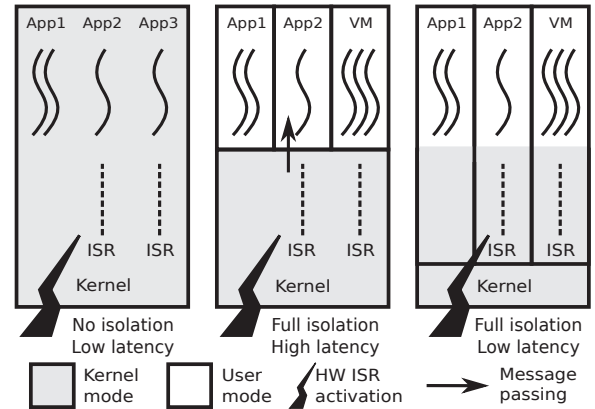 App1 App2 App3
ISR ISR
Kernel
No isolation
Low latency
App1 App2 VM
ISR ISR
Kernel
Full isolation
High latency
App1 App2 VM
ISR ISR
Kernel
Full isolation
Low latency
Kernel
mode
User
mode
HW ISR
activation
Message
passing